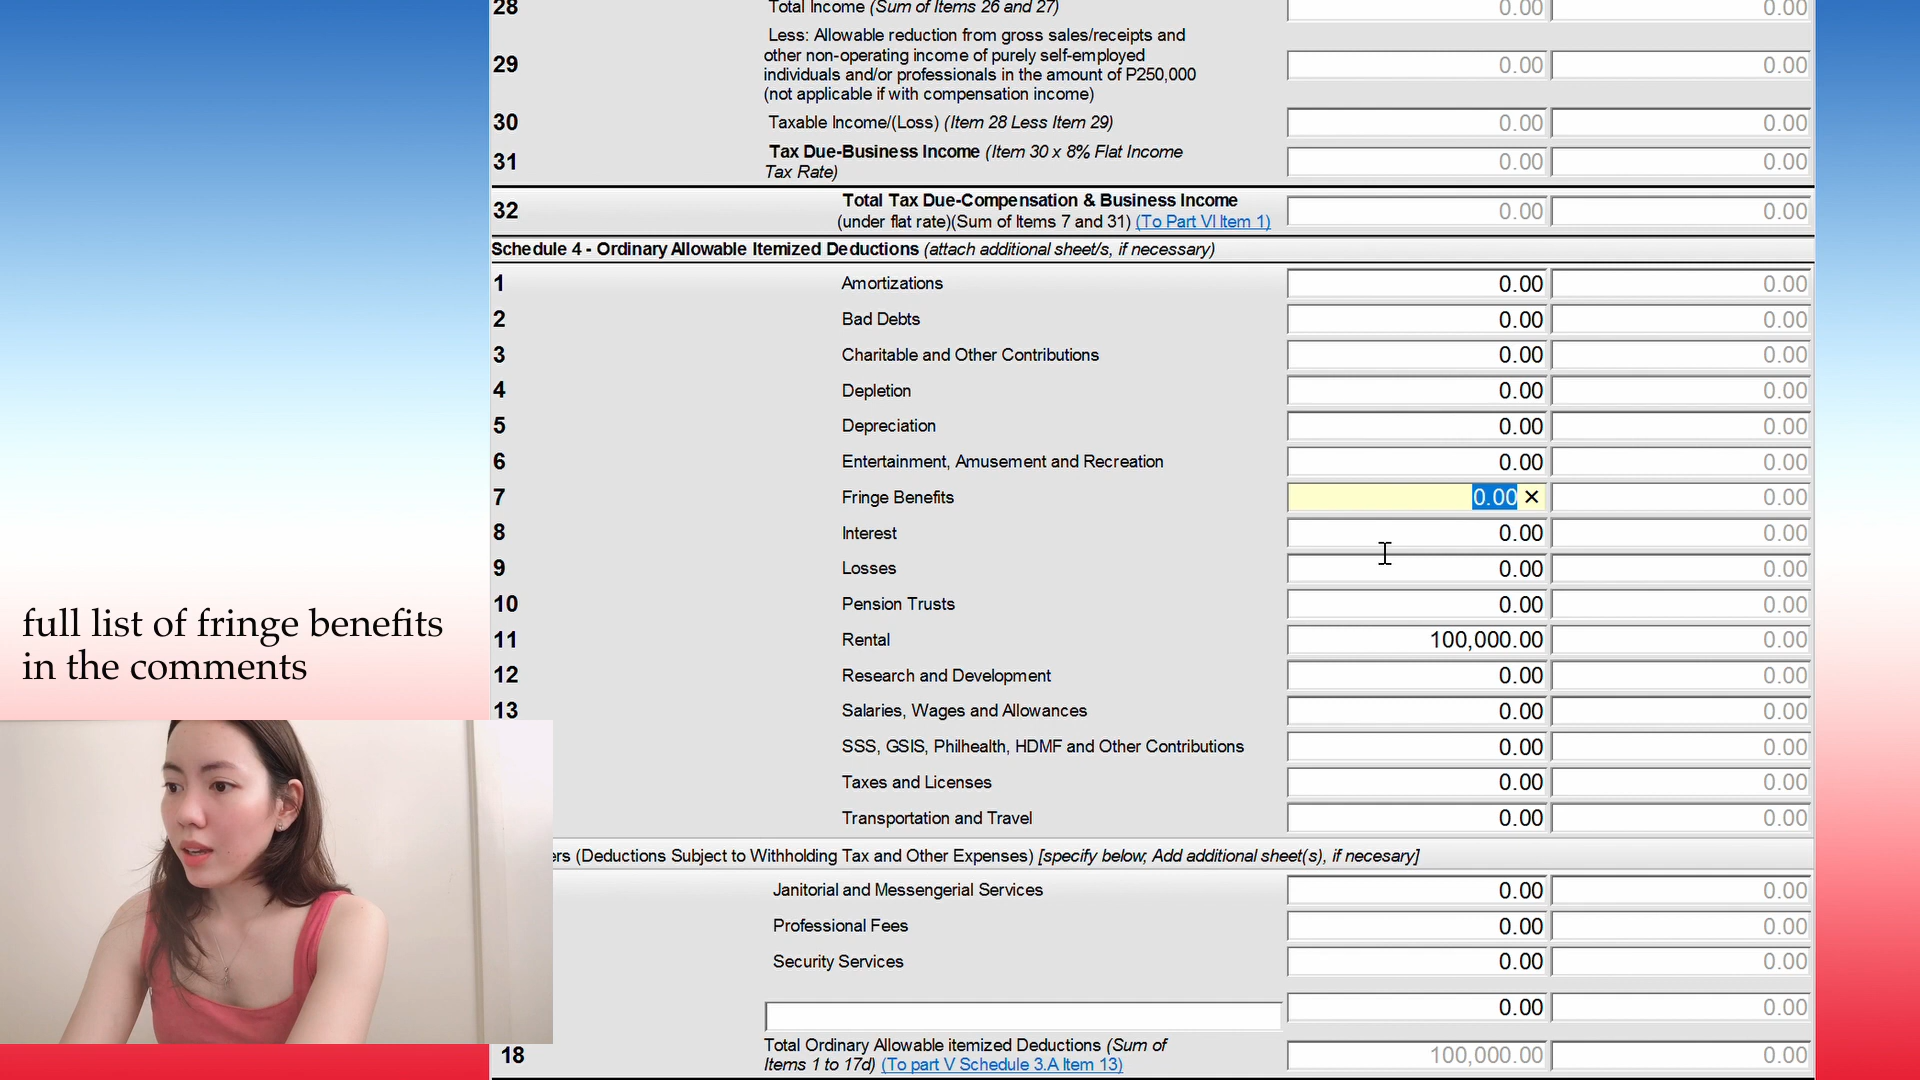 28 Total Income (Sum of Items 26 and 27) 0.00 0.00
Less: Allowable reduction from gross sales/receipts and
other non-operating income of purely self-employed
29 individuals and/or professionals in the amount of P250,000 0.00 0.00
(not applicable if with compensation income)
30 Taxable Income/(Loss) (Item 28 Less Item 29) 0.00 0.00
31 Tax Due-Business Income (Item 30 x 8% Flat Income 0.00 0.00
Tax Rate)
32 Total Tax Due-Compensation & Business Income 0.00 0.00
(under flat rate)(Sum of Items 7 and 31) (To Part VI Item 1)
Schedule 4 - Ordinary Allowable Itemized Deductions (attach additional sheet/s, if necessary)
1 Amortizations 0.00 0.00
2 Bad Debts 0.00 0.00
3 Charitable and Other Contributions 0.00 0.00
4 Depletion 0.00 0.00
5 Depreciation 0.00 0.00
6 Entertainment, Amusement and Recreation 0.00 0.00
7 Fringe Benefits 0.00 × 0.00
8 Interest 0.00 0.00
9 Losses 0.00 0.00
10 Pension Trusts 0.00 0.00
11 Rental 100,000.00 0.00
12 Research and Development 0.00 0.00
13 Salaries, Wages and Allowances 0.00 0.00
SSS, GSIS, Philhealth, HDMF and Other Contributions 0.00 0.00
Taxes and Licenses 0.00 0.00
Transportation and Travel 0.00 0.00
ers (Deductions Subject to Withholding Tax and Other Expenses) [specify below; Add additional sheet(s), if necesary]
Janitorial and Messengerial Services 0.00 0.00
Professional Fees 0.00 0.00
Security Services 0.00 0.00
0.00 0.00
18 Total Ordinary Allowable itemized Deductions (Sum of 100,000.00 0.00
Items 1 to 17d) (To part V Schedule 3.A Item 13)
full list of fringe benefits
in the comments